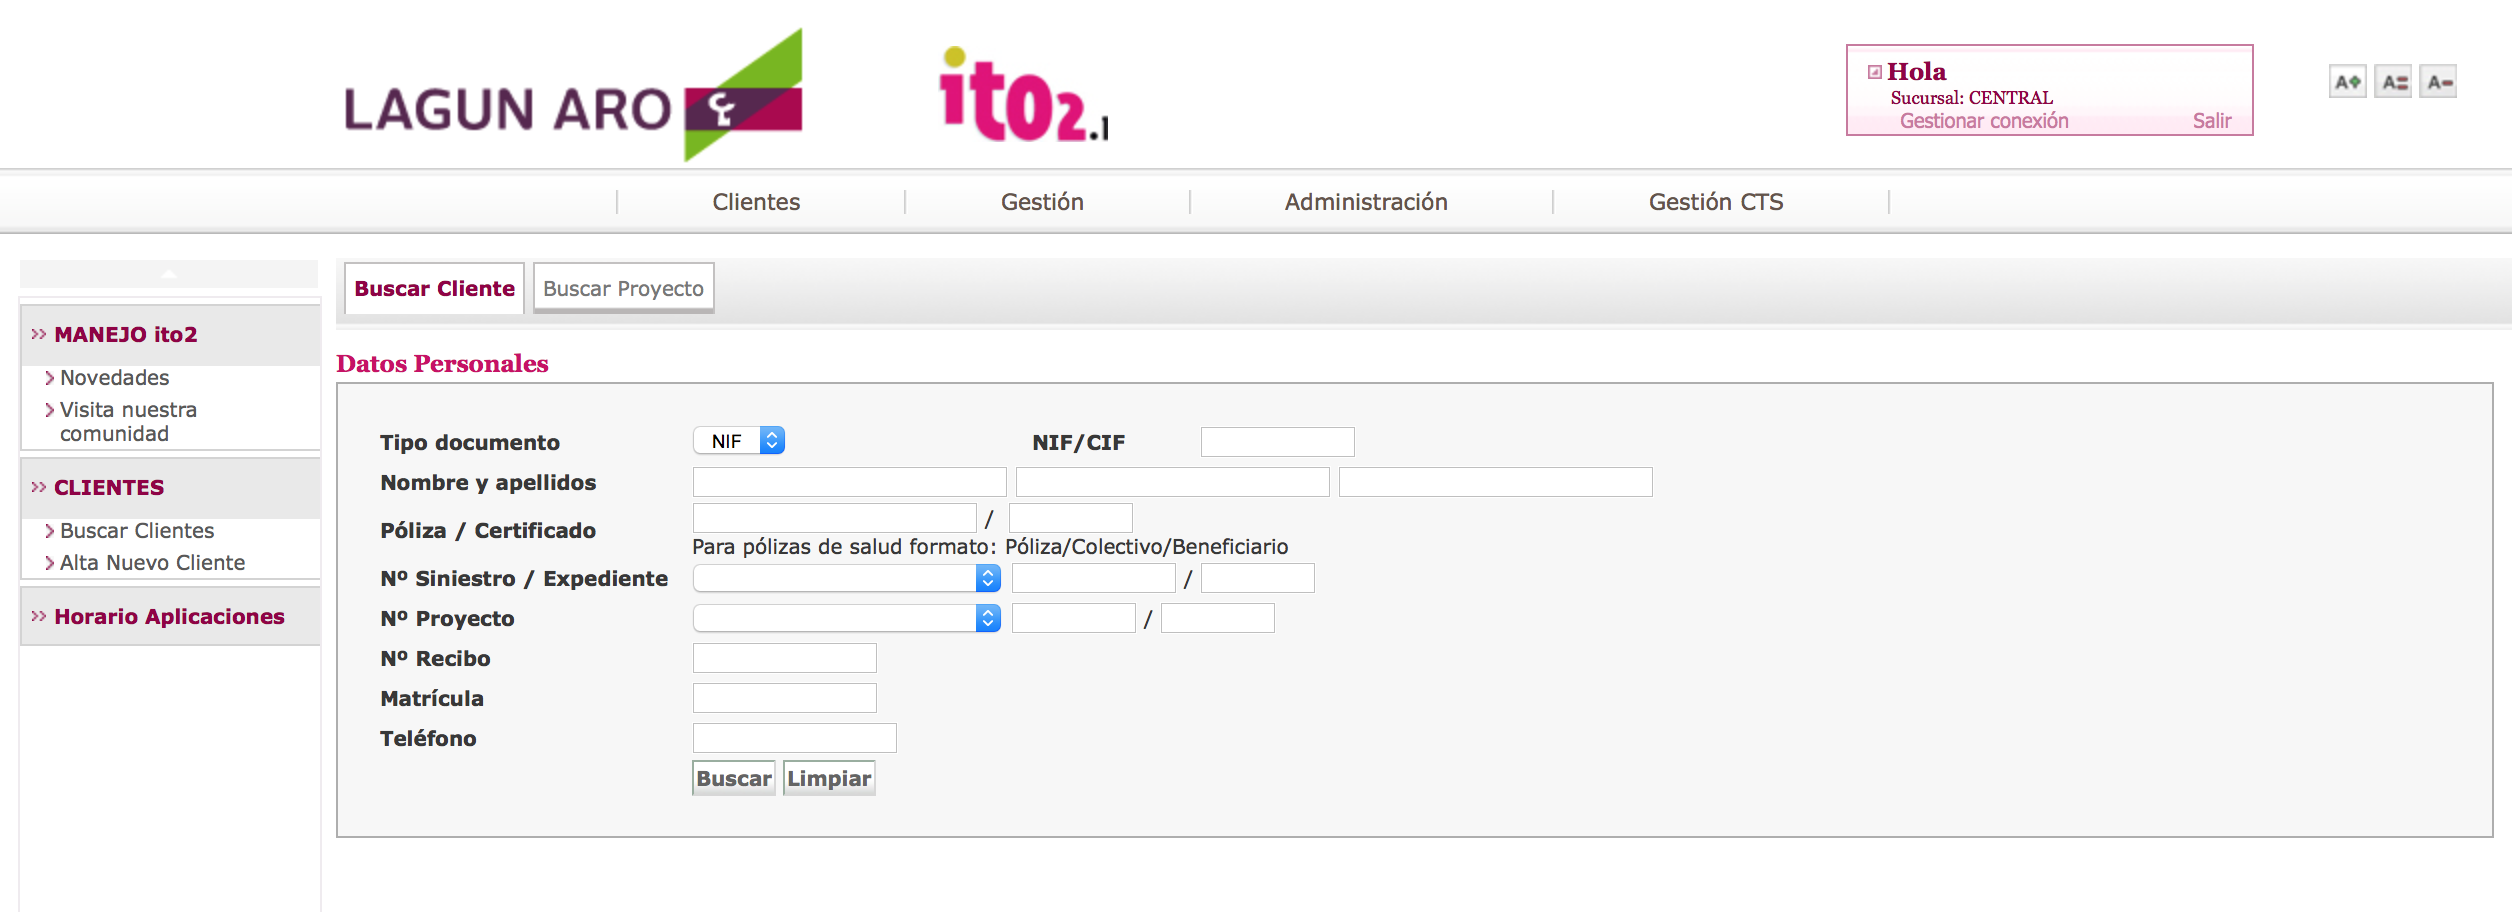 LAGUN ARO
ito2.
Hola
Sucursal: CENTRAL
Gestionar conexión Salir
A+ A= A-
Clientes Gestión Administración Gestión CTS
Buscar Cliente Buscar Proyecto
MANEJO ito2
Novedades
Visita nuestra
comunidad
CLIENTES
Buscar Clientes
Alta Nuevo Cliente
Horario Aplicaciones
Datos Personales
Tipo documento NIF NIF/CIF
Nombre y apellidos
Póliza / Certificado /
Para pólizas de salud formato: Póliza/Colectivo/Beneficiario
Nº Siniestro / Expediente /
Nº Proyecto /
Nº Recibo
Matrícula
Teléfono
Buscar Limpiar